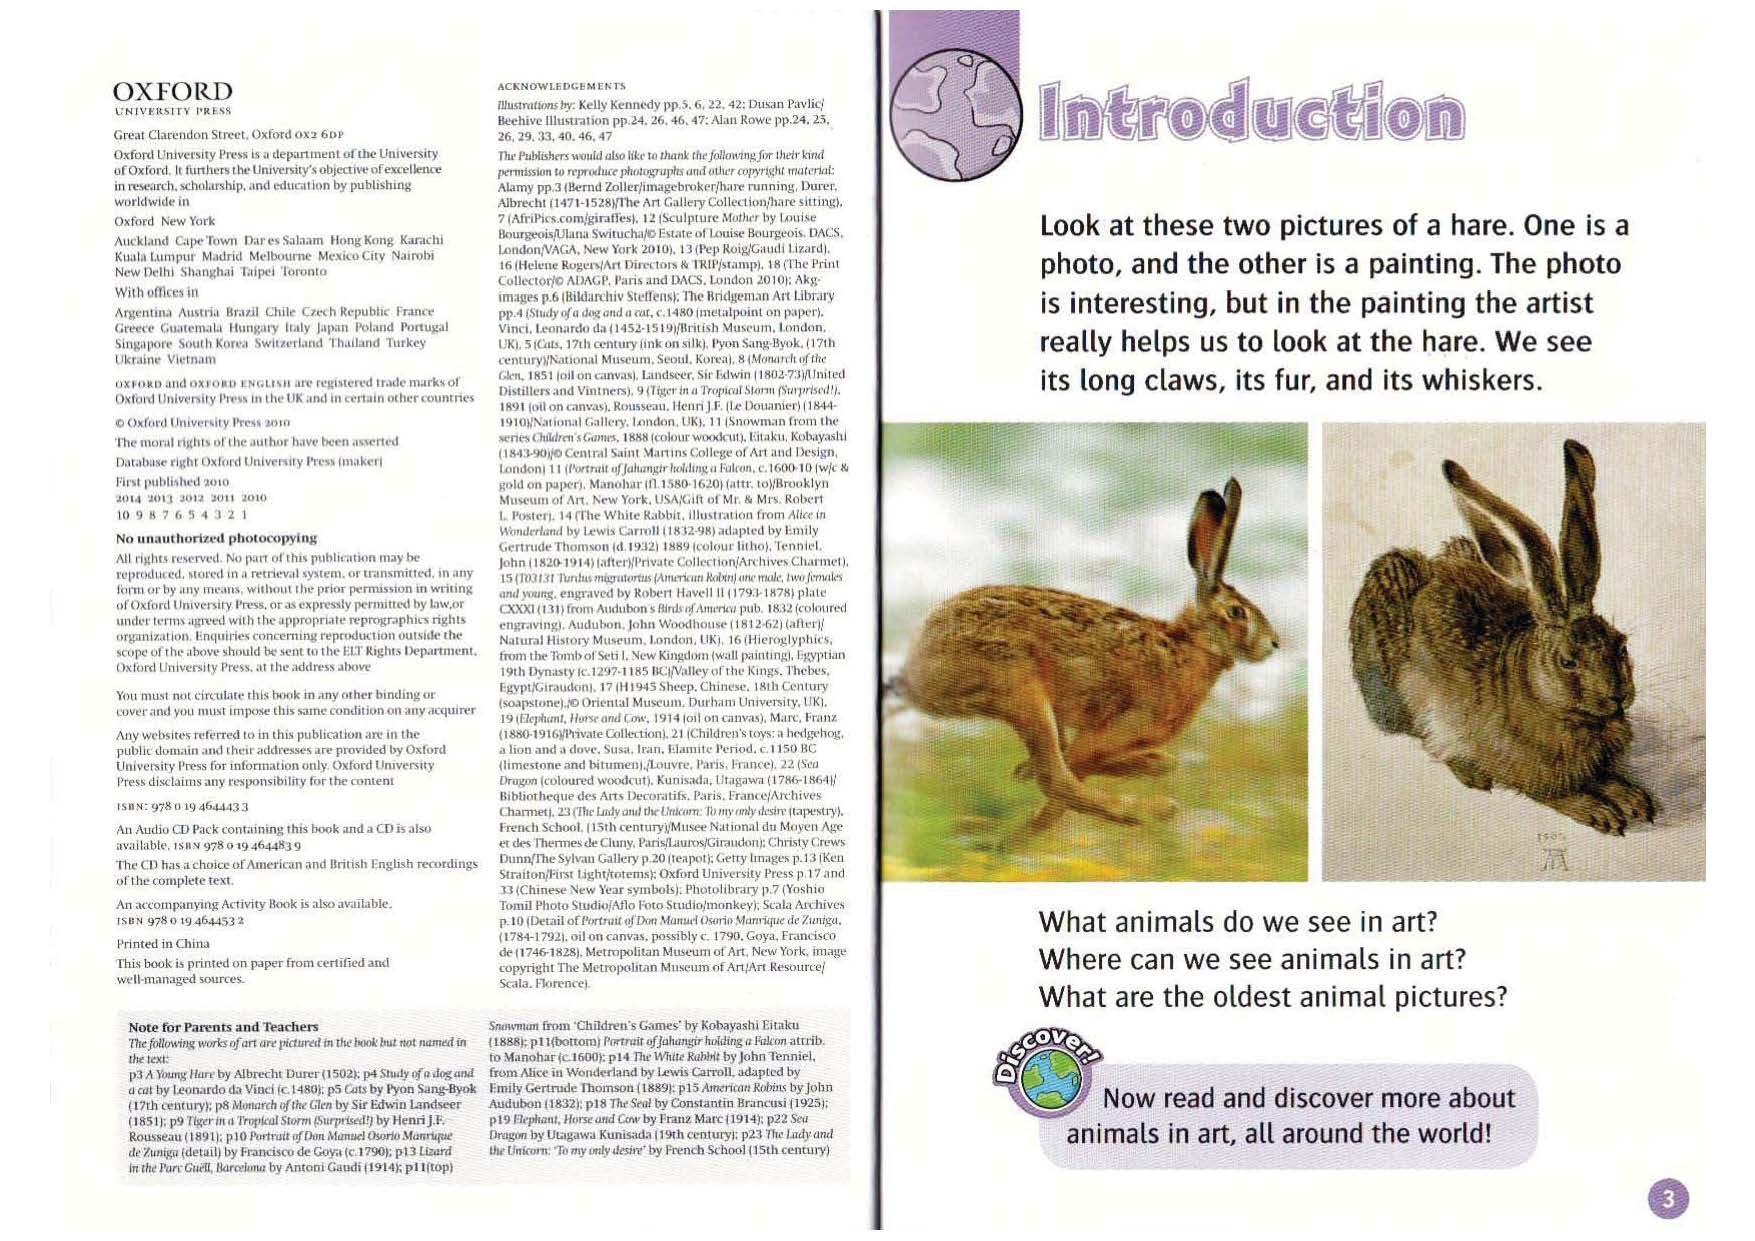 OXFORD
UNIVERSITY PRESS
Great Clarendon Street, Oxford OX2 6DP
Oxford University Press is a department of the University
of Oxford. It furthers the University's objective of excellence
in research, scholarship, and education by publishing
worldwide in
Oxford New York
Auckland Cape Town Dar es Salaam Hong Kong Karachi
Kuala Lumpur Madrid Melbourne Mexico City Nairobi
New Delhi Shanghai Taipei Toronto
With offices in
Argentina Austria Brazil Chile Czech Republic France
Greece Guatemala Hungary Italy Japan Poland Portugal
Singapore South Korea Switzerland Thailand Turkey
Ukraine Vietnam
OXFORD and OXFORD ENGLISH are registered trade marks of
Oxford University Press in the UK and in certain other countries
© Oxford University Press 2010
The moral rights of the author have been asserted
Database right Oxford University Press (maker)
First published 2010
2014 2013 2012 2011 2010
10 9 8 7 6 5 4 3 2 1
No unauthorized photocopying
All rights reserved. No part of this publication may be
reproduced, stored in a retrieval system, or transmitted, in any
form or by any means, without the prior permission in writing
of Oxford University Press, or as expressly permitted by law,or
under terms agreed with the appropriate reprographics rights
organization. Enquiries concerning reproduction outside the
scope of the above should be sent to the ELT Rights Department,
Oxford University Press, at the address above
You must not circulate this book in any other binding or
cover and you must impose this same condition on any acquirer
Any websites referred to in this publication are in the
public domain and their addresses are provided by Oxford
University Press for information only. Oxford University
Press disclaims any responsibility for the content
ISBN: 978 0 19 464443 3
An Audio CD Pack containing this book and a CD is also
available, ISBN 978 0 19 464483 9
The CD has a choice of American and British English recordings
of the complete text.
An accompanying Activity Book is also available.
ISBN 978 0 19 464453 2
Printed in China
This book is printed on paper from certified and
well-managed sources.
ACKNOWLEDGEMENTS
Illustrations by: Kelly Kennedy pp.5, 6, 22, 42; Dusan Pavlic/
Beehive Illustration pp.24, 26, 46, 47; Alan Rowe pp.24, 25,
26, 29, 33, 40, 46, 47
The Publishers would also like to thank the following for their kind
permission to reproduce photographs and other copyright material:
Alamy pp.3 (Bernd Zoller/imagebroker/hare running, Durer,
Albrecht (1471-1528)/The Art Gallery Collection/hare sitting),
7 (AfriPics.com/giraffes), 12 (Sculpture Mother by Louise
Bourgeois/Ulana Switucha/© Estate of Louise Bourgeois. DACS,
London/VAGA, New York 2010), 13 (Pep Roig/Gaudi Lizard),
16 (Helene Rogers/Art Directors & TRIP/stamp), 18 (The Print
Collector/© ADAGP, Paris and DACS, London 2010); Akg-
images p.6 (Bildarchiv Steffens); The Bridgeman Art Library
pp.4 (Study of a dog and a cat, c.1480 (metalpoint on paper),
Vinci, Leonardo da (1452-1519)/British Museum, London,
UK), 5 (Cats, 17th century (ink on silk), Pyon Sang-Byok, (17th
century)/National Museum, Seoul, Korea), 8 (Monarch of the
Glen, 1851 (oil on canvas), Landseer, Sir Edwin (1802-73)/United
Distillers and Vintners), 9 (Tiger in a Tropical Storm (Surprised!),
1891 (oil on canvas), Rousseau, Henri J.F. (Le Douanier) (1844-
1910)/National Gallery, London, UK), 11 (Snowman from the
series Children's Games, 1888 (colour woodcut), Eitaku, Kobayashi
(1843-90)/© Central Saint Martins College of Art and Design,
London) 11 (Portrait of Jahangir holding a Falcon, c.1600-10 (w/c &
gold on paper), Manohar (fl.1580-1620) (attr. to)/Brooklyn
Museum of Art, New York, USA/Gift of Mr. & Mrs. Robert
L. Poster), 14 (The White Rabbit, illustration from Alice in
Wonderland by Lewis Carroll (1832-98) adapted by Emily
Gertrude Thomson (d.1932) 1889 (colour litho), Tenniel,
John (1820-1914) (after)/Private Collection/Archives Charmet),
15 (T03131 Turdus migratorius (American Robin) one male, two females
and young, engraved by Robert Havell II (1793-1878) plate
CXXXI (131) from Audubon's Birds of America pub. 1832 (coloured
engraving), Audubon, John Woodhouse (1812-62) (after)/
Natural History Museum, London, UK), 16 (Hieroglyphics,
from the Tomb of Seti I, New Kingdom (wall painting), Egyptian
19th Dynasty (c.1297-1185 BC)/Valley of the Kings, Thebes,
Egypt/Giraudon), 17 (H1945 Sheep, Chinese, 18th Century
(soapstone),/© Oriental Museum, Durham University, UK),
19 (Elephant, Horse and Cow, 1914 (oil on canvas), Marc, Franz
(1880-1916)/Private Collection), 21 (Children's toys: a hedgehog,
a lion and a dove, Susa, Iran, Elamite Period, c.1150 BC
(limestone and bitumen),/Louvre, Paris, France), 22 (Sea
Dragon (coloured woodcut), Kunisada, Utagawa (1786-1864)/
Bibliotheque des Arts Decoratifs, Paris, France/Archives
Charmet), 23 (The Lady and the Unicorn: To my only desire (tapestry),
French School, (15th century)/Musee National du Moyen Age
et des Thermes de Cluny, Paris/Lauros/Giraudon); Christy Crews
Dunn/The Sylvan Gallery p.20 (teapot); Getty Images p.13 (Ken
Straiton/First Light/totems); Oxford University Press p.17 and
33 (Chinese New Year symbols); Photolibrary p.7 (Yoshio
Tomii Photo Studio/Aflo Foto Studio/monkey); Scala Archives
p.10 (Detail of Portrait of Don Manuel Osorio Manrique de Zuniga,
(1784-1792), oil on canvas, possibly c. 1790, Goya, Francisco
de (1746-1828), Metropolitan Museum of Art, New York, image
copyright The Metropolitan Museum of Art/Art Resource/
Scala, Florence).
Note for Parents and Teachers
The following works of art are pictured in the book but not named in
the text:
p3 A Young Hare by Albrecht Durer (1502); p4 Study of a dog and
a cat by Leonardo da Vinci (c.1480); p5 Cats by Pyon Sang-Byok
(17th century); p8 Monarch of the Glen by Sir Edwin Landseer
(1851); p9 Tiger in a Tropical Storm (Surprised!) by Henri J.F.
Rousseau (1891); p10 Portrait of Don Manuel Osorio Manrique
de Zuniga (detail) by Francisco de Goya (c.1790); p13 Lizard
in the Parc Guëll, Barcelona by Antoni Gaudi (1914); p11(top)
Snowman from 'Children's Games' by Kobayashi Eitaku
(1888); p11(bottom) Portrait of Jahangir holding a Falcon attrib.
to Manohar (c.1600); p14 The White Rabbit by John Tenniel,
from Alice in Wonderland by Lewis Carroll, adapted by
Emily Gertrude Thomson (1889); p15 American Robins by John
Audubon (1832); p18 The Seal by Constantin Brancusi (1925);
p19 Elephant, Horse and Cow by Franz Marc (1914); p22 Sea
Dragon by Utagawa Kunisada (19th century); p23 The Lady and
the Unicorn: 'To my only desire' by French School (15th century)
Introduction
Look at these two pictures of a hare. One is a
photo, and the other is a painting. The photo
is interesting, but in the painting the artist
really helps us to look at the hare. We see
its long claws, its fur, and its whiskers.
1502
What animals do we see in art?
Where can we see animals in art?
What are the oldest animal pictures?
Discover!
Now read and discover more about
animals in art, all around the world!
3